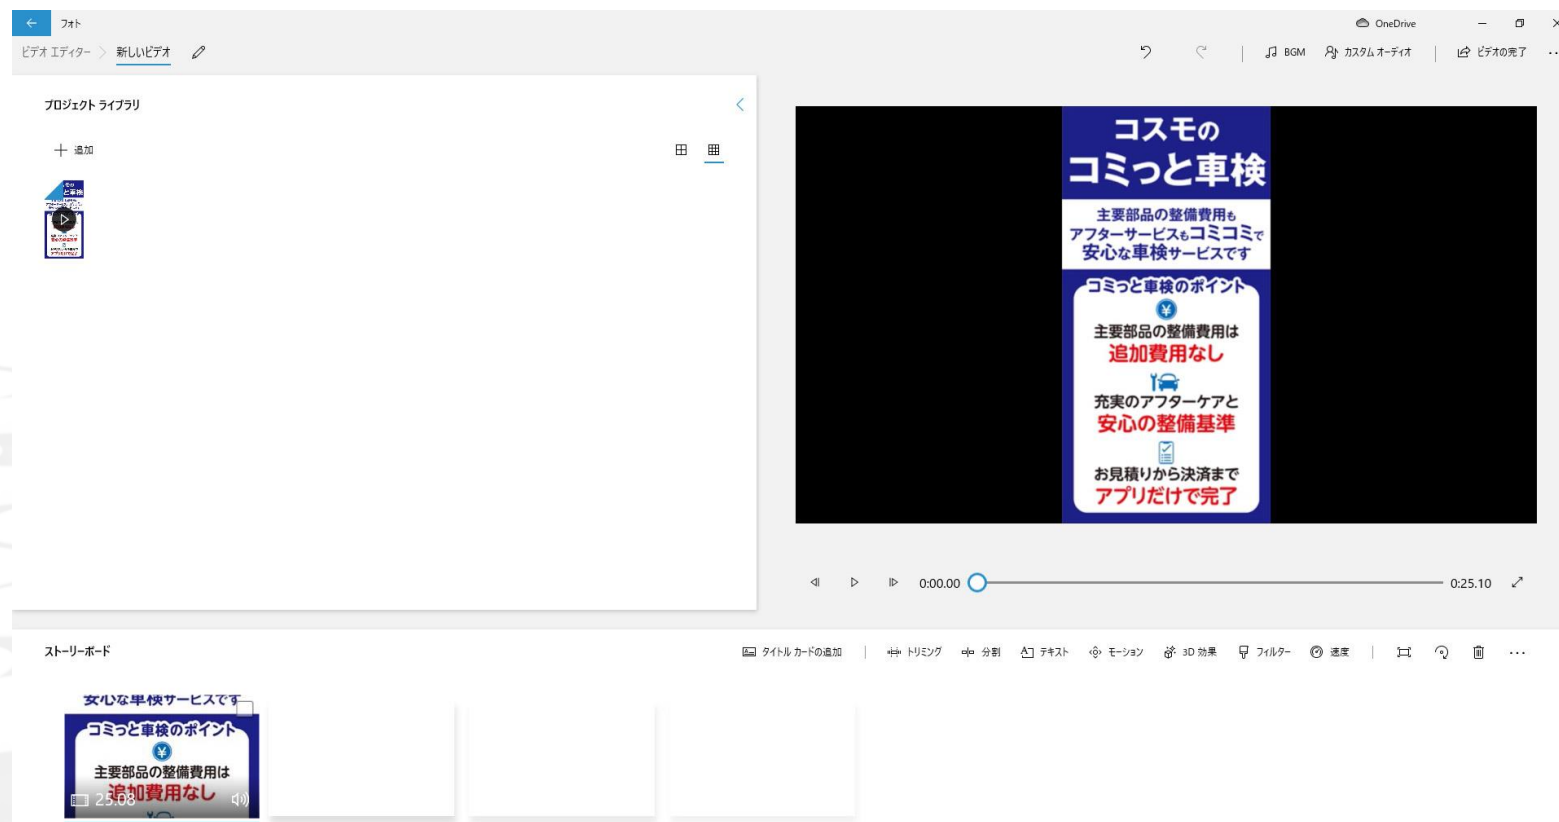 フォト
OneDrive
ビデオ エディター
新しいビデオ
BGM
カスタム オーディオ
ビデオの完了
プロジェクト ライブラリ
追加
コスモの
コミっと車検
主要部品の整備費用も
アフターサービスもコミコミで
安心な車検サービスです
コミっと車検のポイント
主要部品の整備費用は
追加費用なし
充実のアフターケアと
安心の整備基準
お見積りから決済まで
アプリだけで完了
0:00.00
0:25.10
ストーリーボード
タイトル カードの追加
トリミング
分割
テキスト
モーション
3D 効果
フィルター
速度
安心な車検サービスです
コミっと車検のポイント
主要部品の整備費用は
追加費用なし
25.08